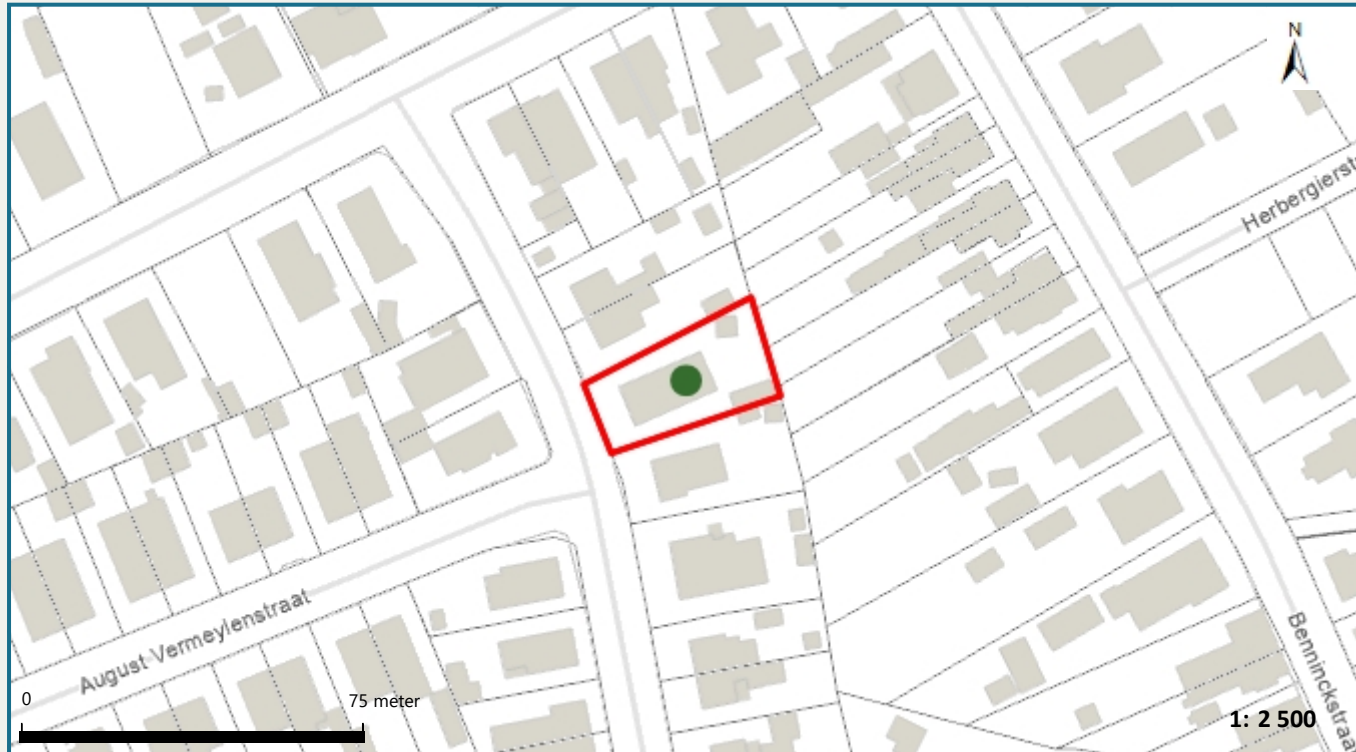 N
Herbergierst
August Vermeylenstraat
Benninckstraa
0
75 meter
1: 2 500